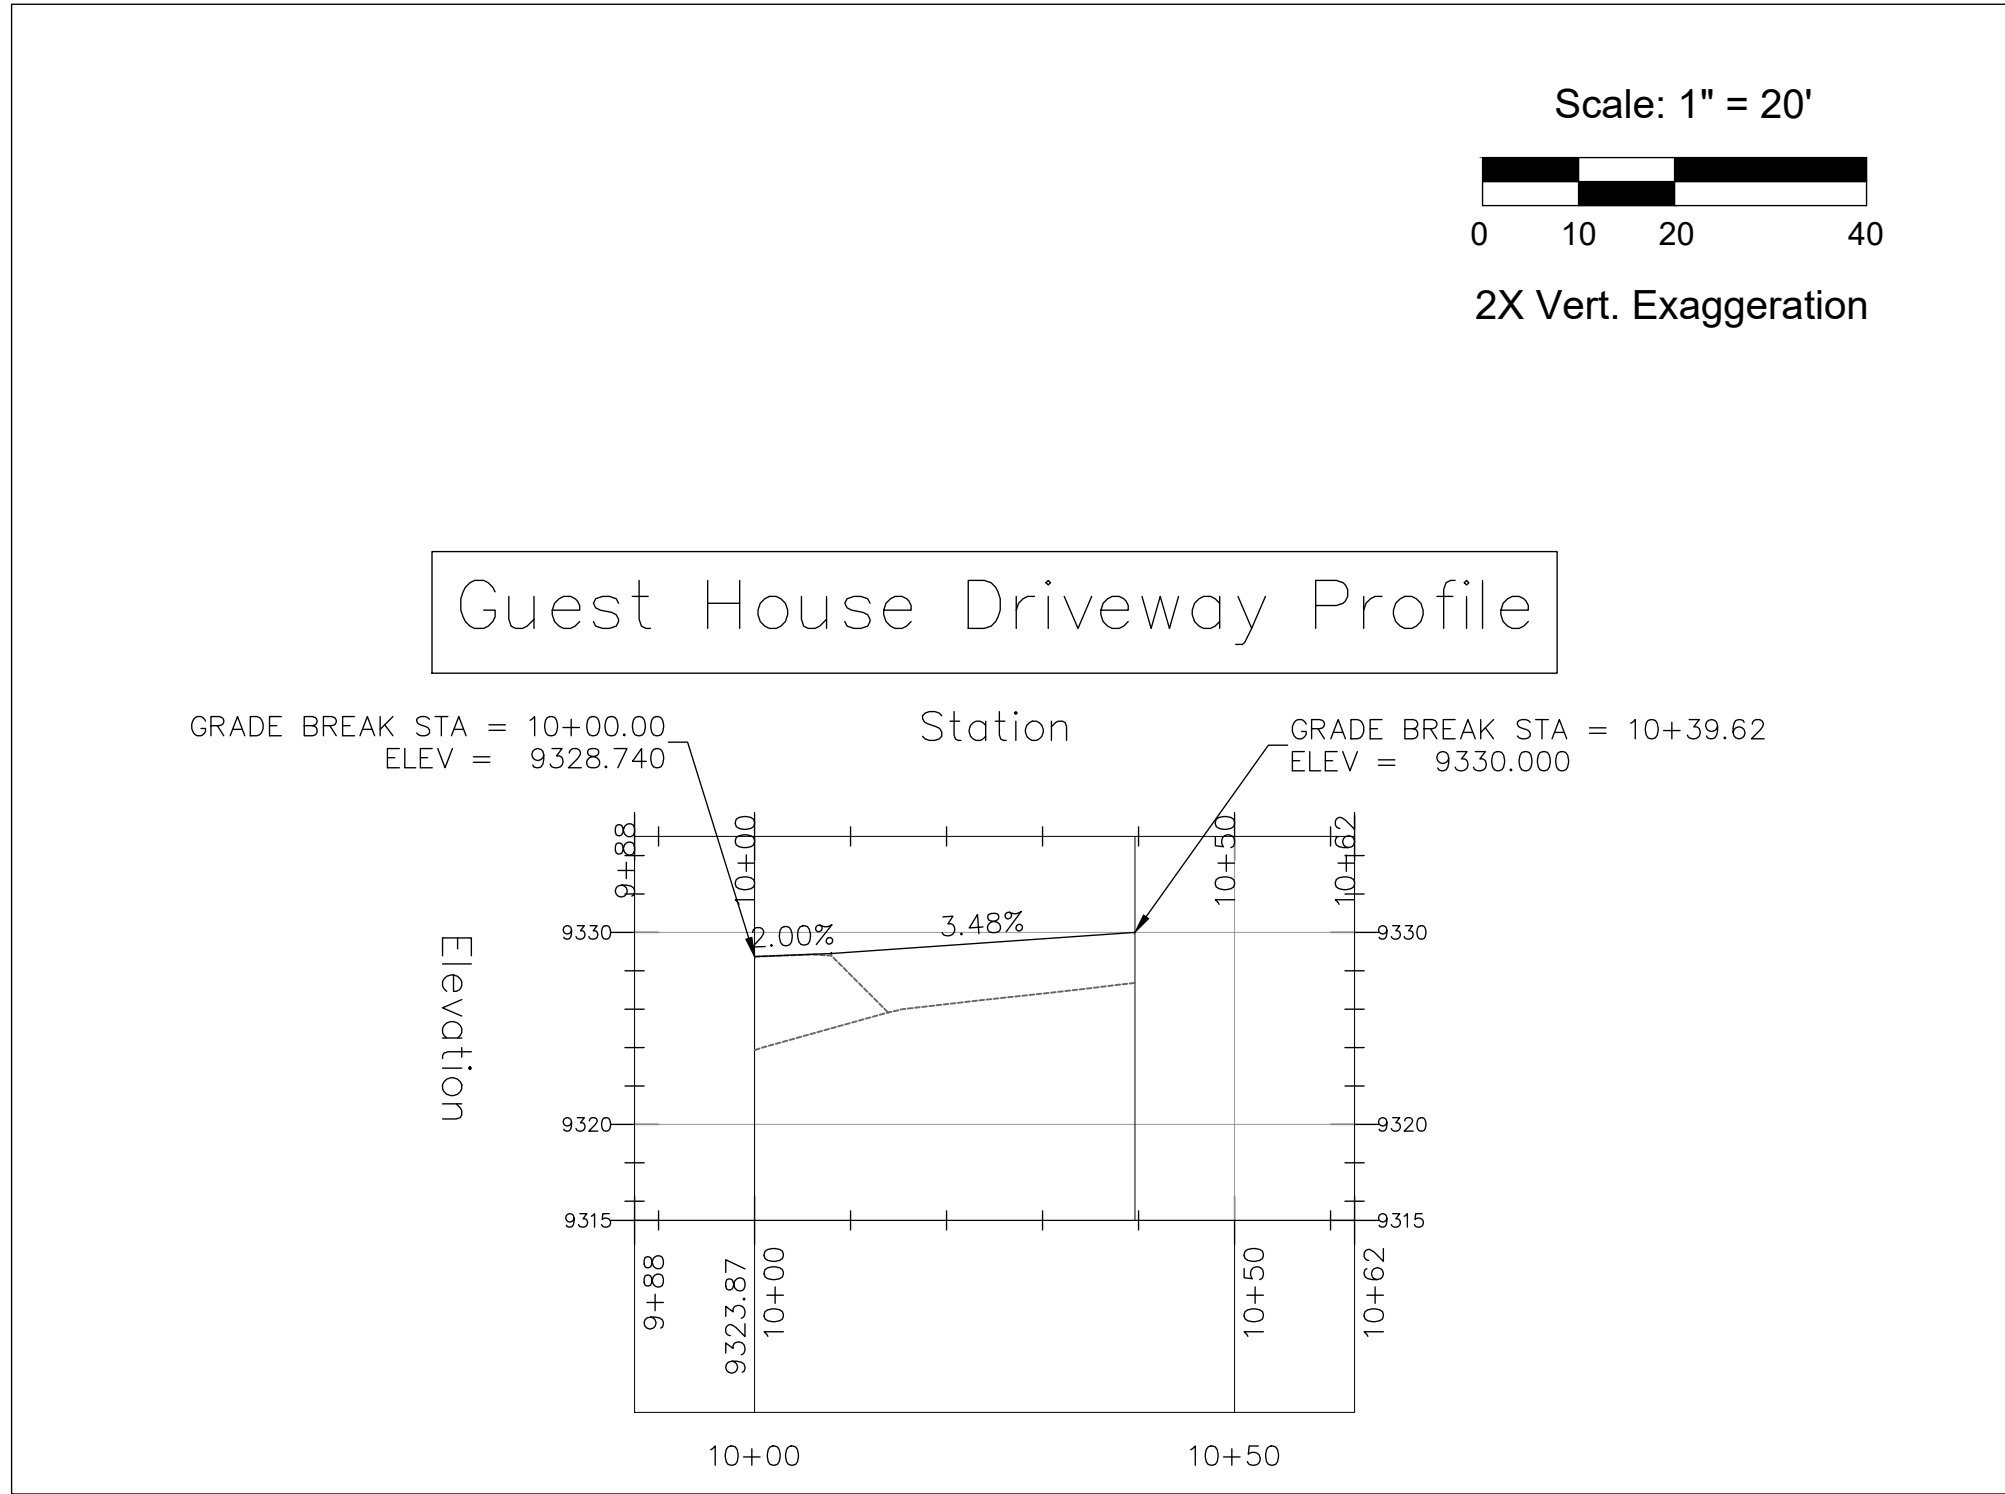 Scale: 1" = 20'
0 10 20 40
2X Vert. Exaggeration
Guest House Driveway Profile
Station
GRADE BREAK STA = 10+00.00
ELEV = 9328.740
GRADE BREAK STA = 10+39.62
ELEV = 9330.000
9+88
10+00
10+50
10+62
2.00%
3.48%
Elevation
9330
9330
9320
9320
9315
9315
9+88
9323.87
10+00
10+50
10+62
10+00
10+50